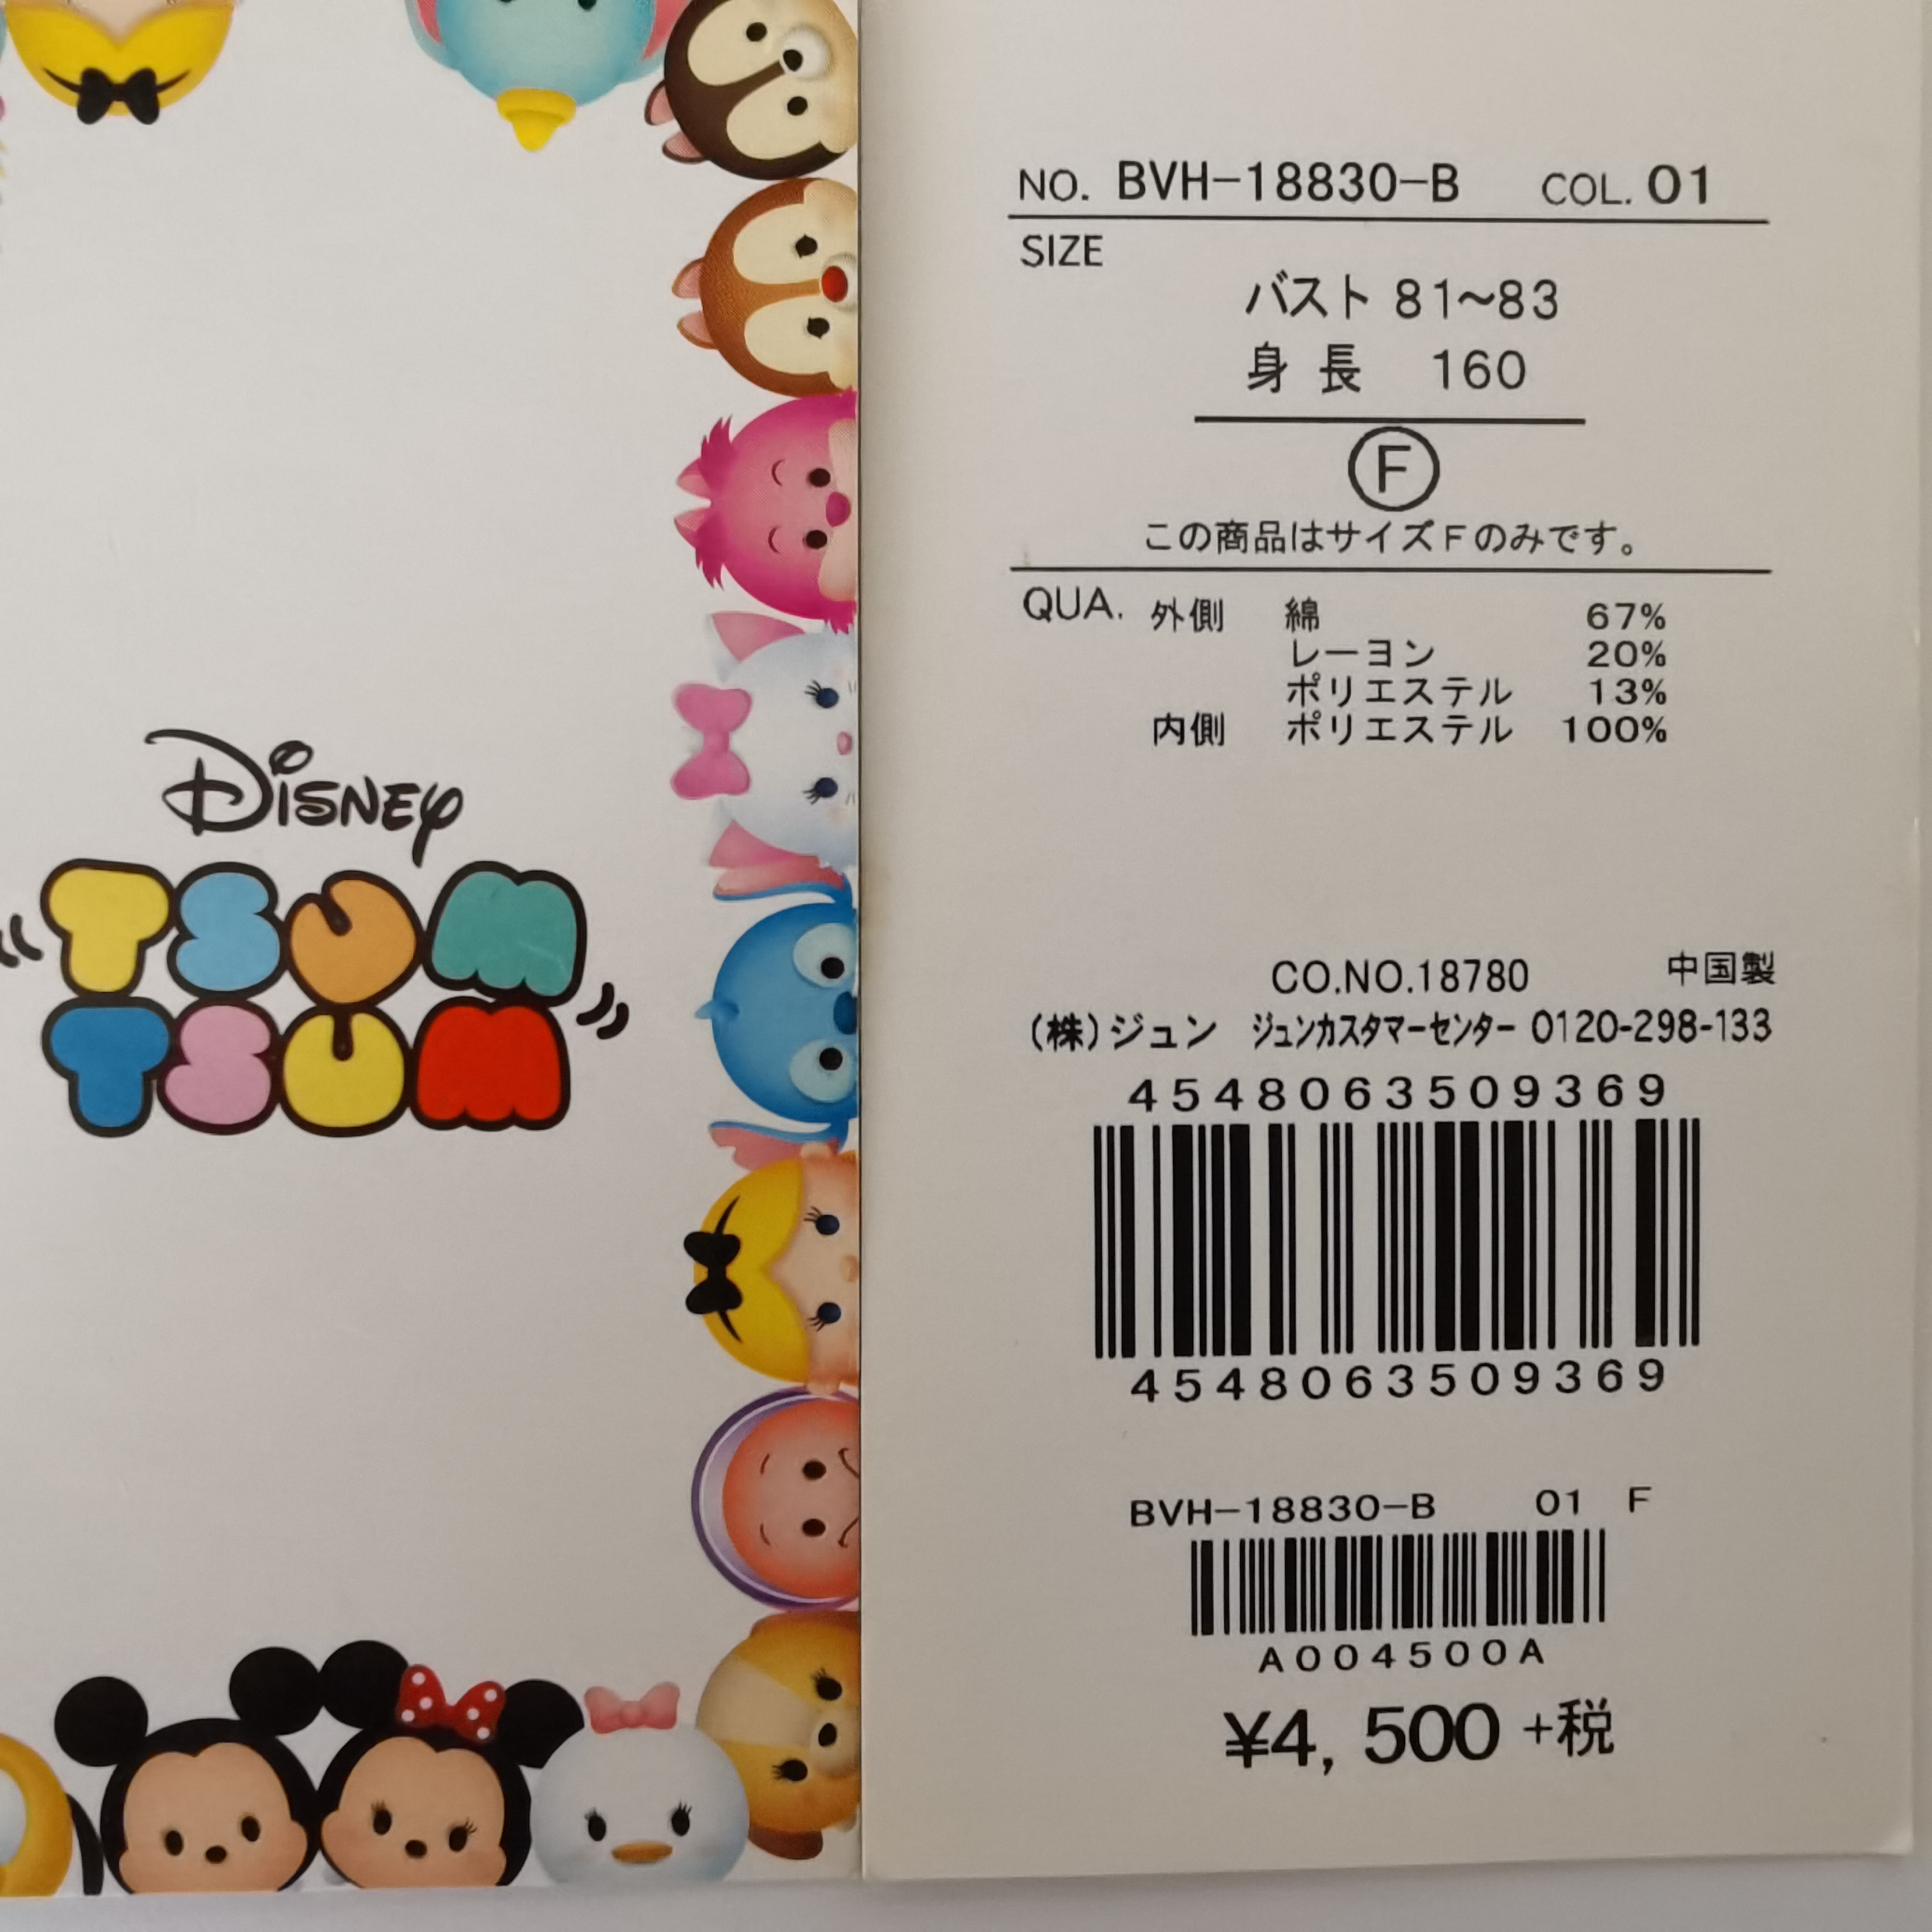 Disney
TSUM
TSUM
NO. BVH-18830-B COL. 01
SIZE
バスト 81~83
身長 160
F
この商品はサイズFのみです。
QUA. 外側 綿 67%
レーヨン 20%
ポリエステル 13%
内側 ポリエステル 100%
CO.NO.18780 中国製
(株)ジュン ジュンカスタマーセンター 0120-298-133
4548063509369
4548063509369
BVH-18830-B 01 F
A004500A
¥4,500+税